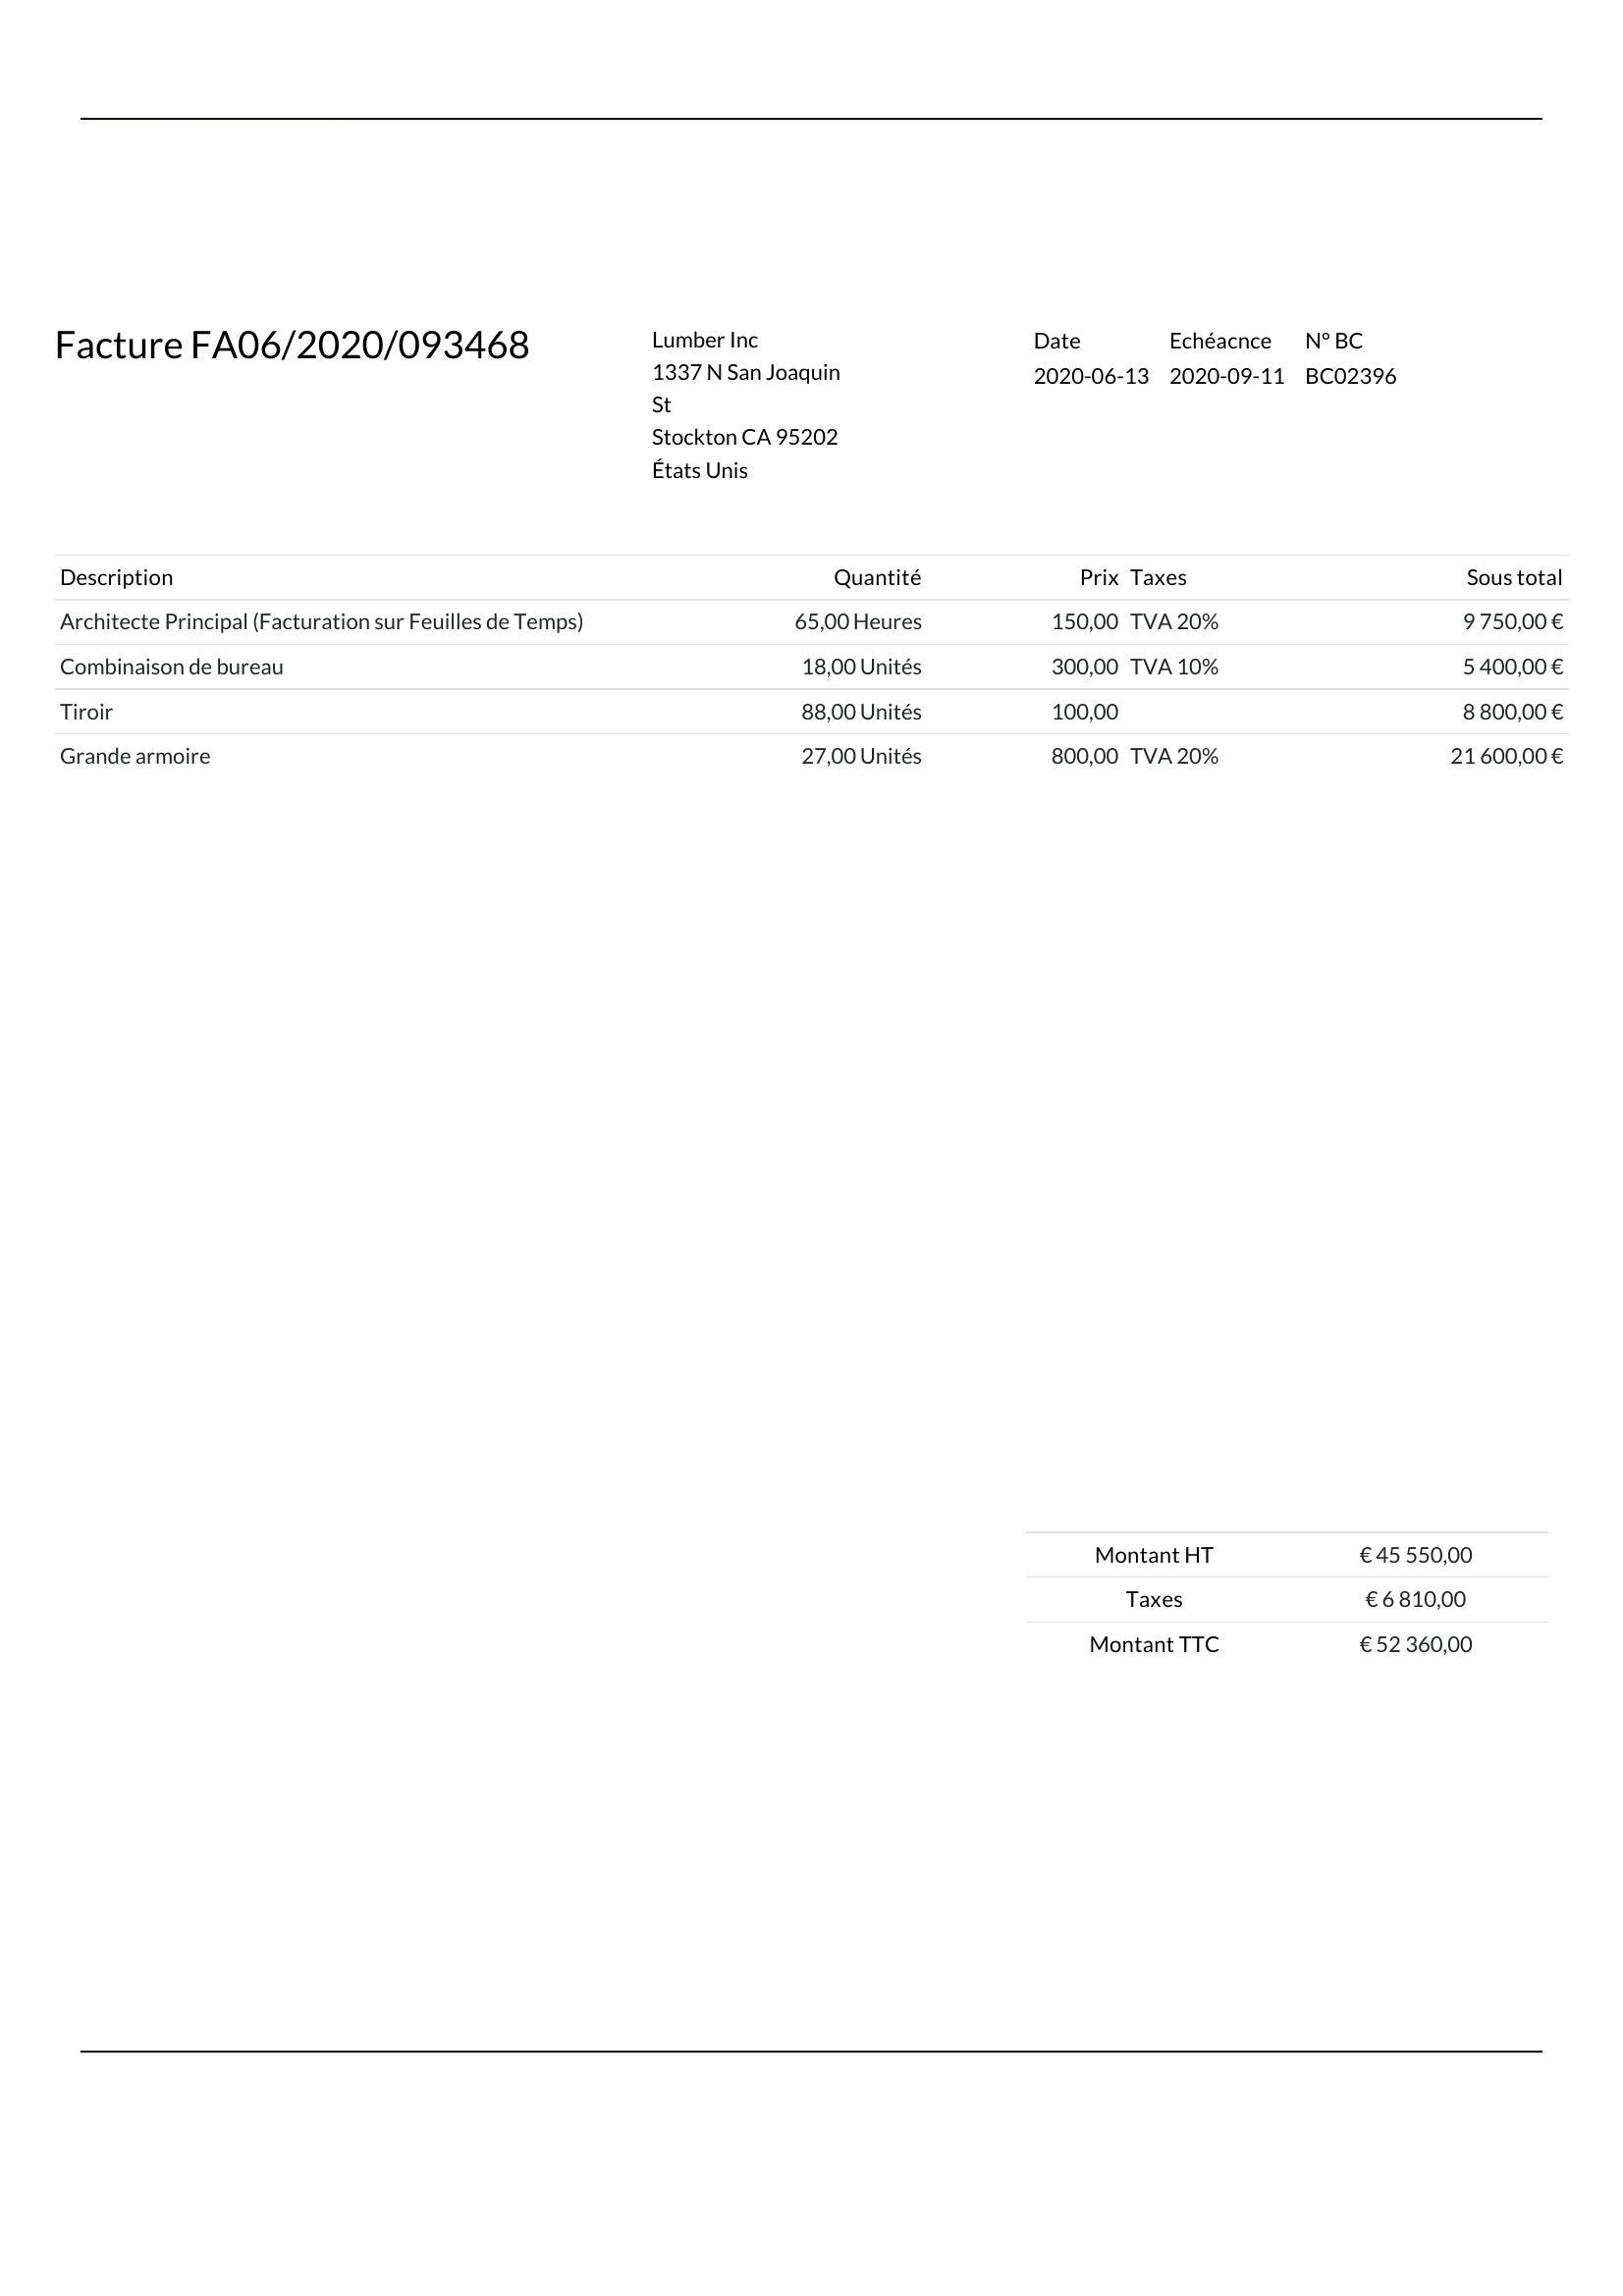 Facture FA06/2020/093468
Lumber Inc
1337 N San Joaquin
St
Stockton CA 95202
États Unis
Date Echéacnce N° BC
2020-06-13 2020-09-11 BC02396
Description Quantité Prix Taxes Sous total
Architecte Principal (Facturation sur Feuilles de Temps) 65,00 Heures 150,00 TVA 20% 9 750,00 €
Combinaison de bureau 18,00 Unités 300,00 TVA 10% 5 400,00 €
Tiroir 88,00 Unités 100,00 8 800,00 €
Grande armoire 27,00 Unités 800,00 TVA 20% 21 600,00 €
Montant HT € 45 550,00
Taxes € 6 810,00
Montant TTC € 52 360,00